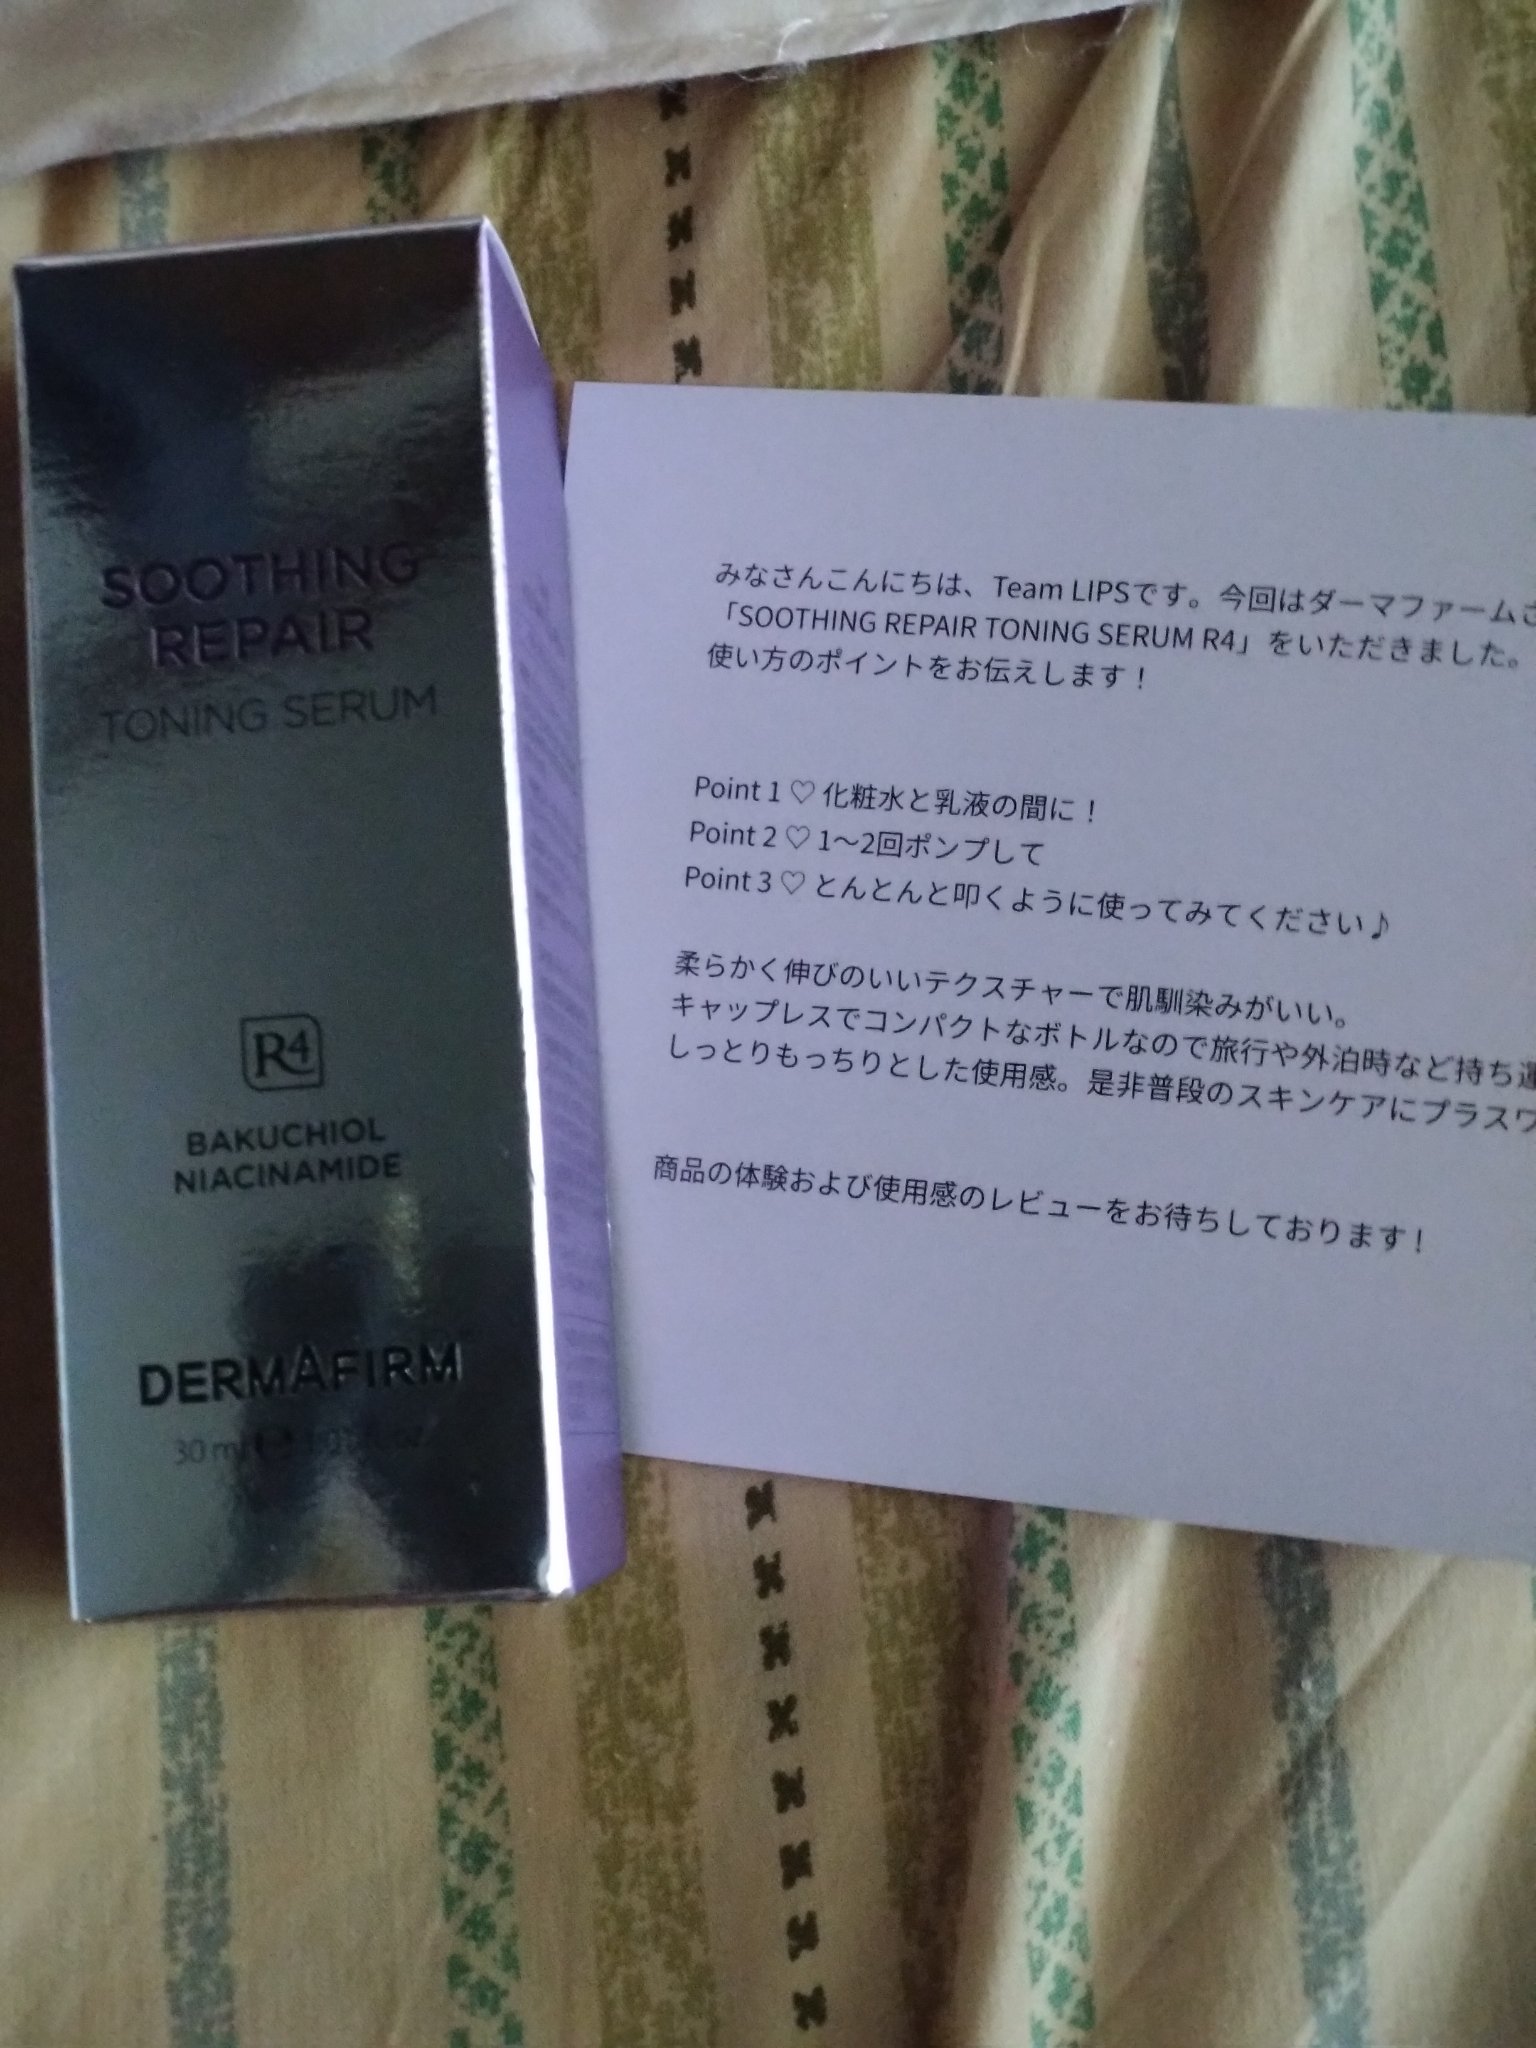 SOOTHING
REPAIR
TONING SERUM
R4
BAKUCHIOL
NIACINAMIDE
DERMAFIRM
30 ml
みなさんこんにちは、Team LIPSです。今回はダーマファーム
「SOOTHING REPAIR TONING SERUM R4」をいただきました。
使い方のポイントをお伝えします！
Point 1 ♡ 化粧水と乳液の間に！
Point 2 ♡ 1～2回ポンプして
Point 3 ♡ とんとんと叩くように使ってみてください♪
柔らかく伸びのいいテクスチャーで肌馴染みがいい。
キャップレスでコンパクトなボトルなので旅行や外泊時など持ち運
しっとりもっちりとした使用感。是非普段のスキンケアにプラスワ
商品の体験および使用感のレビューをお待ちしております！